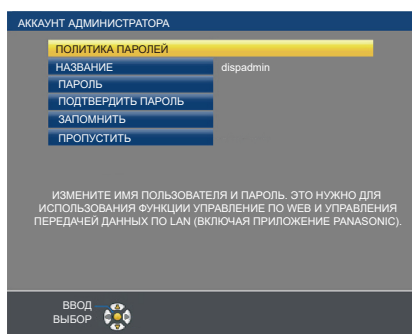 АККАУНТ АДМИНИСТРАТОРА
ПОЛИТИКА ПАРОЛЕЙ
НАЗВАНИЕ dispadmin
ПАРОЛЬ
ПОДТВЕРДИТЬ ПАРОЛЬ
ЗАПОМНИТЬ
ПРОПУСТИТЬ
ИЗМЕНИТЕ ИМЯ ПОЛЬЗОВАТЕЛЯ И ПАРОЛЬ. ЭТО НУЖНО ДЛЯ
ИСПОЛЬЗОВАНИЯ ФУНКЦИИ УПРАВЛЕНИЕ ПО WEB И УПРАВЛЕНИЯ
ПЕРЕДАЧЕЙ ДАННЫХ ПО LAN (ВКЛЮЧАЯ ПРИЛОЖЕНИЕ PANASONIC).
ВВОД
ВЫБОР